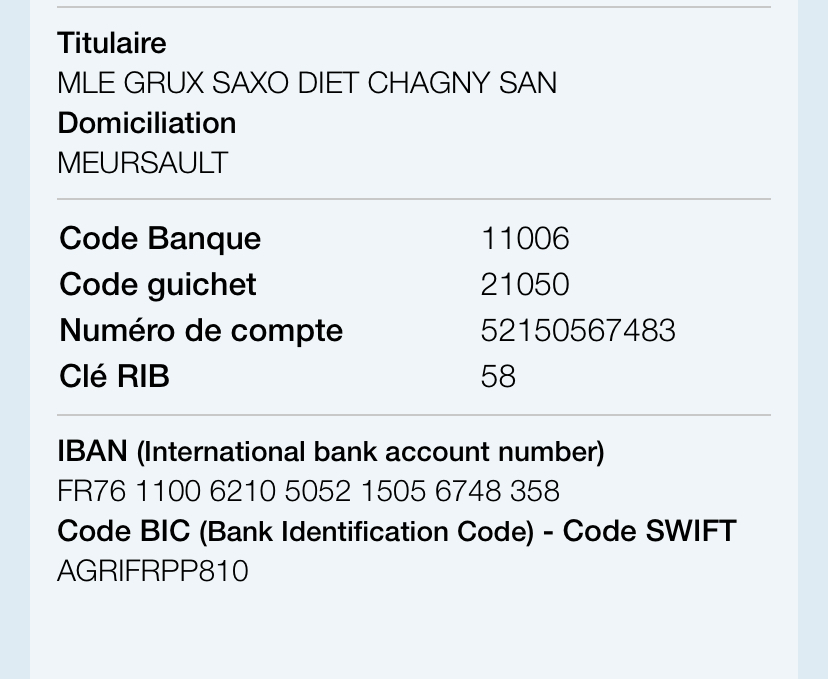 Titulaire
MLE GRUX SAXO DIET CHAGNY SAN
Domiciliation
MEURSAULT
Code Banque 11006
Code guichet 21050
Numéro de compte 52150567483
Clé RIB 58
IBAN (International bank account number)
FR76 1100 6210 5052 1505 6748 358
Code BIC (Bank Identification Code) - Code SWIFT
AGRIFRPP810